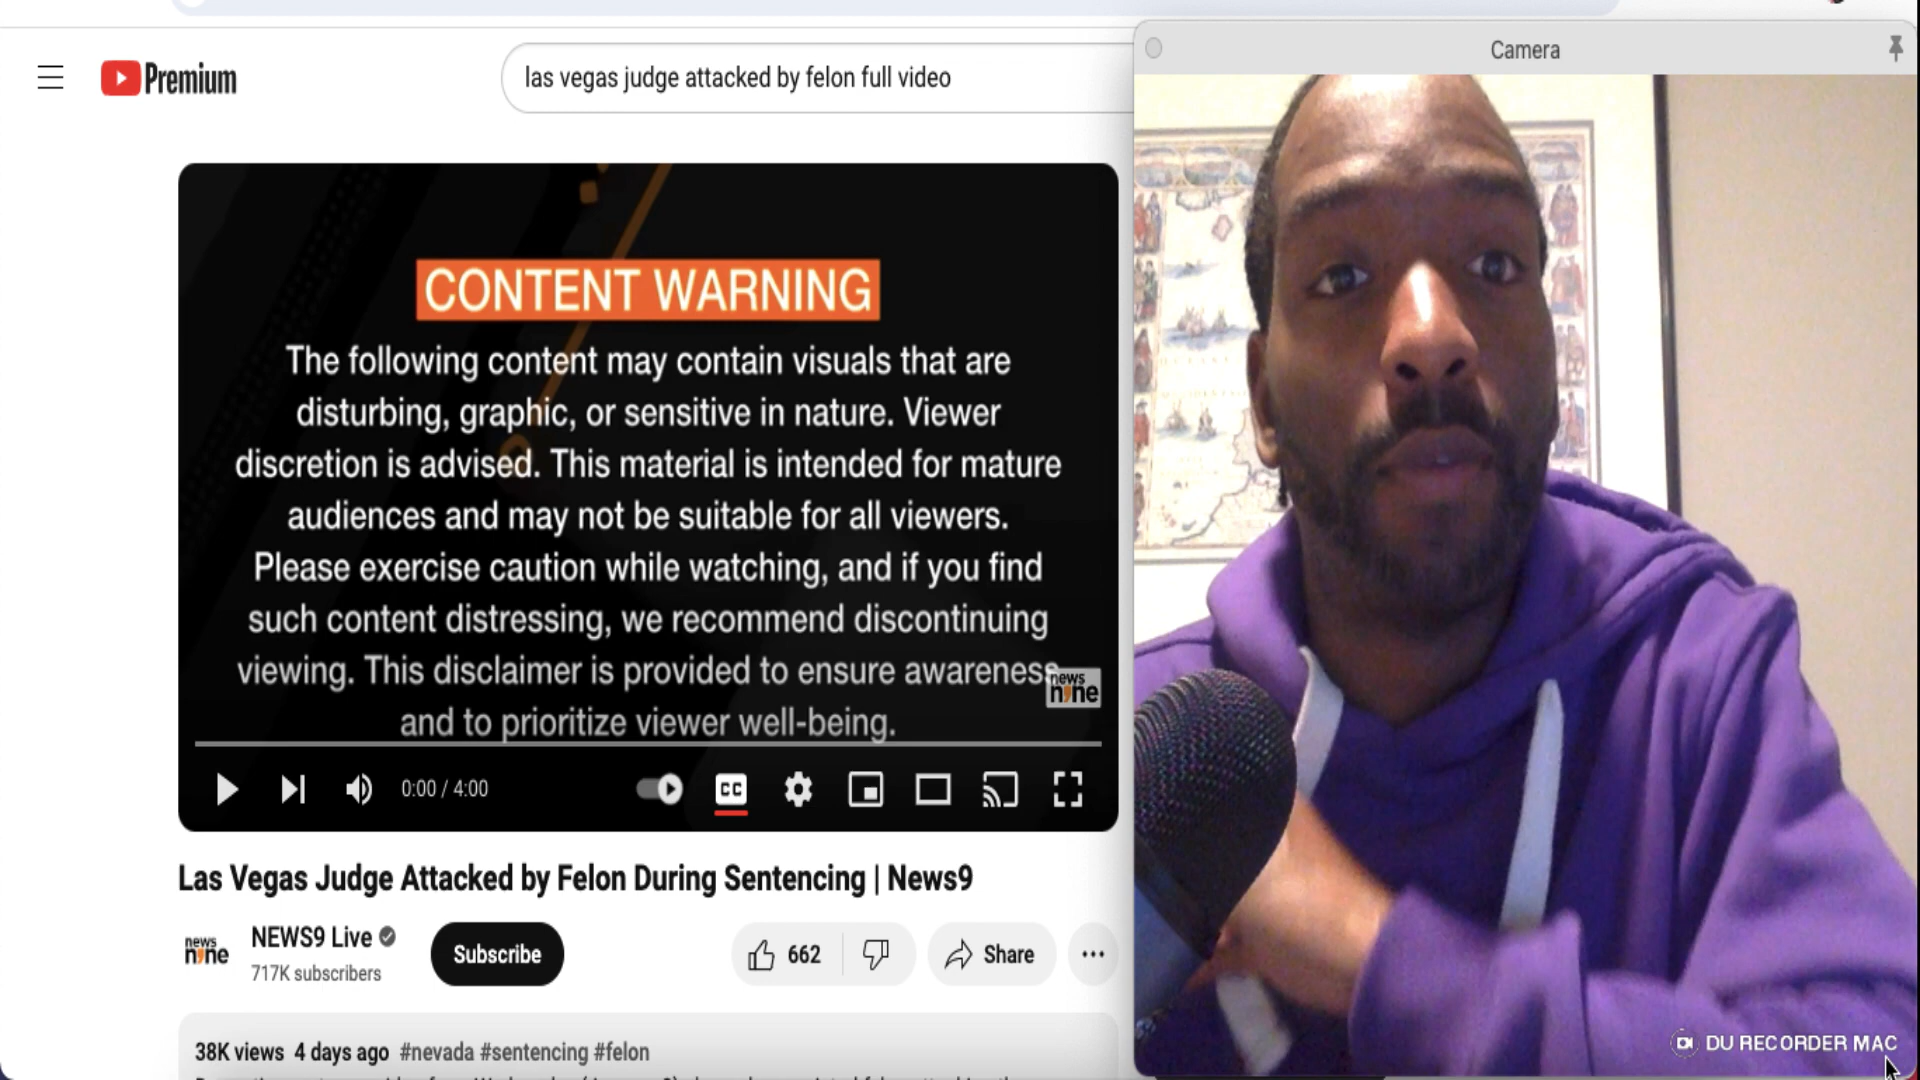 Premium
las vegas judge attacked by felon full video
Camera
CONTENT WARNING
The following content may contain visuals that are
disturbing, graphic, or sensitive in nature. Viewer
discretion is advised. This material is intended for mature
audiences and may not be suitable for all viewers.
Please exercise caution while watching, and if you find
such content distressing, we recommend discontinuing
viewing. This disclaimer is provided to ensure awareness
and to prioritize viewer well-being.
news
nine
0:00 / 4:00
CC
Las Vegas Judge Attacked by Felon During Sentencing | News9
news
nine
NEWS9 Live
717K subscribers
Subscribe
662
Share
38K views 4 days ago #nevada #sentencing #felon
DU RECORDER MAC